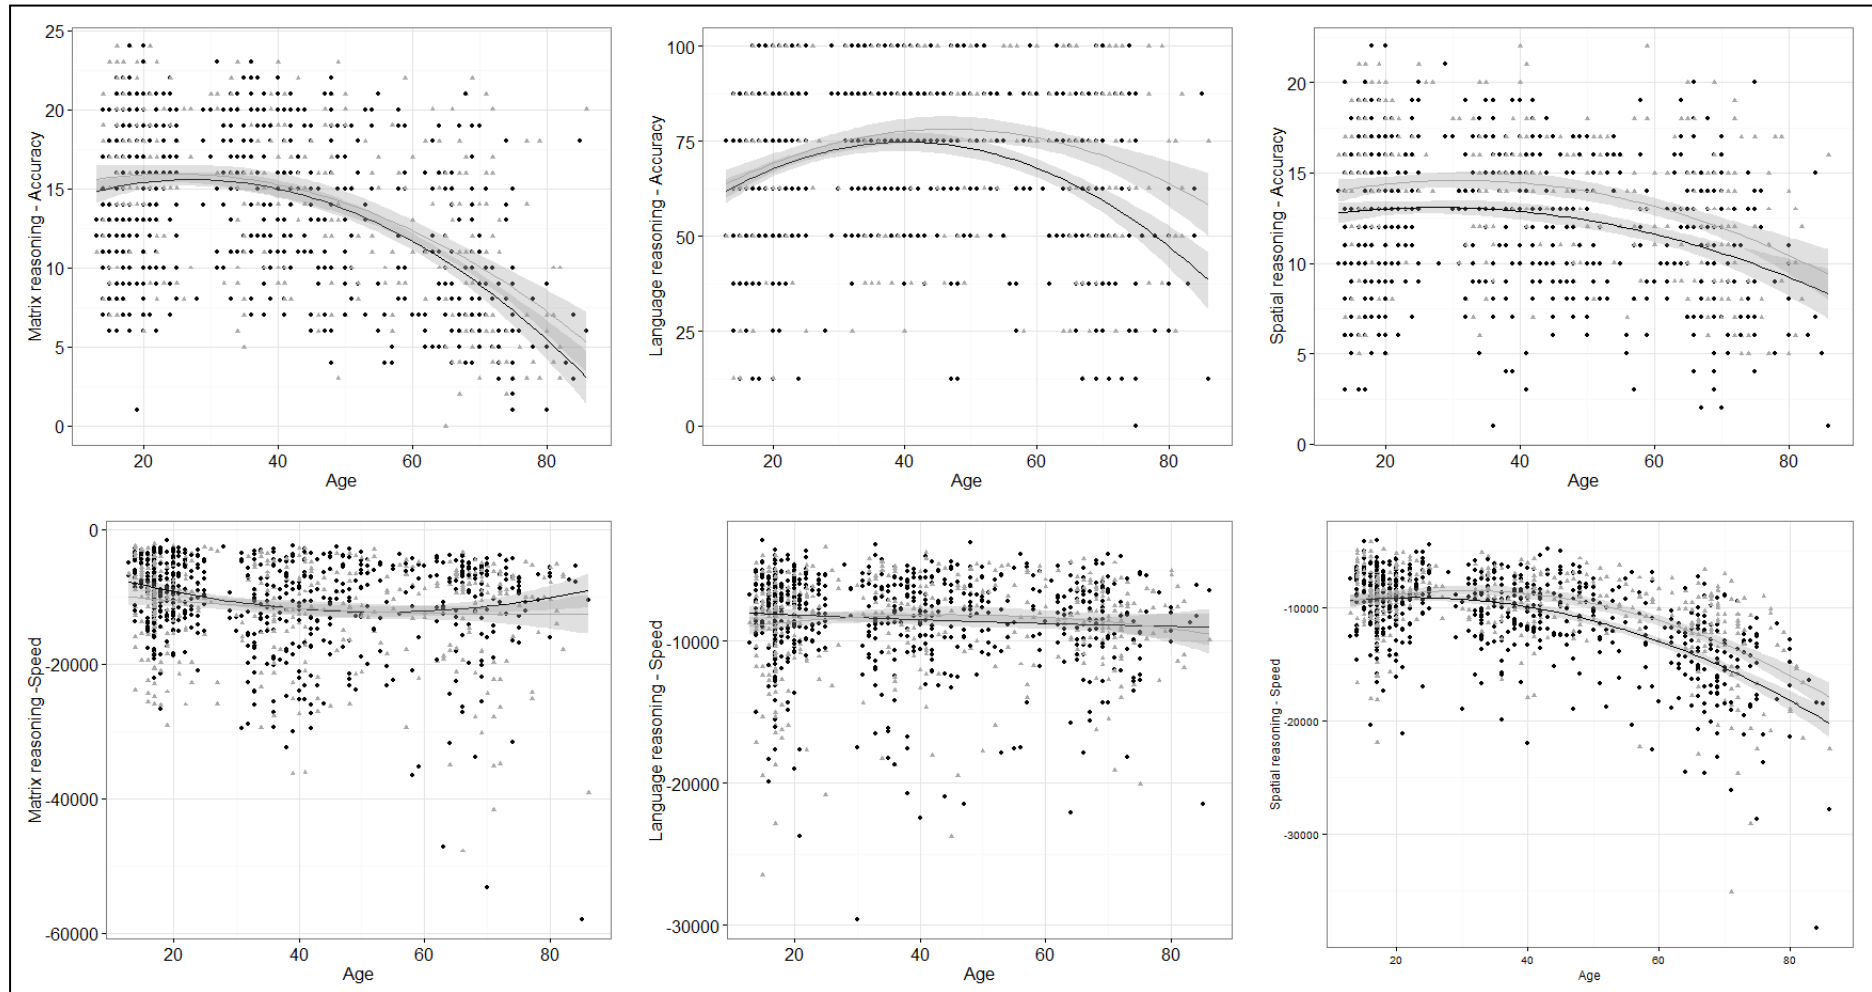 Matrix reasoning - Accuracy
25
20
15
10
5
0
20 40 60 80
Age
Language reasoning - Accuracy
100
75
50
25
0
20 40 60 80
Age
Spatial reasoning - Accuracy
20
15
10
5
0
20 40 60 80
Age
Matrix reasoning -Speed
0
-20000
-40000
-60000
20 40 60 80
Age
Language reasoning - Speed
-10000
-20000
-30000
20 40 60 80
Age
Spatial reasoning - Speed
-10000
-20000
-30000
20 40 60 80
Age